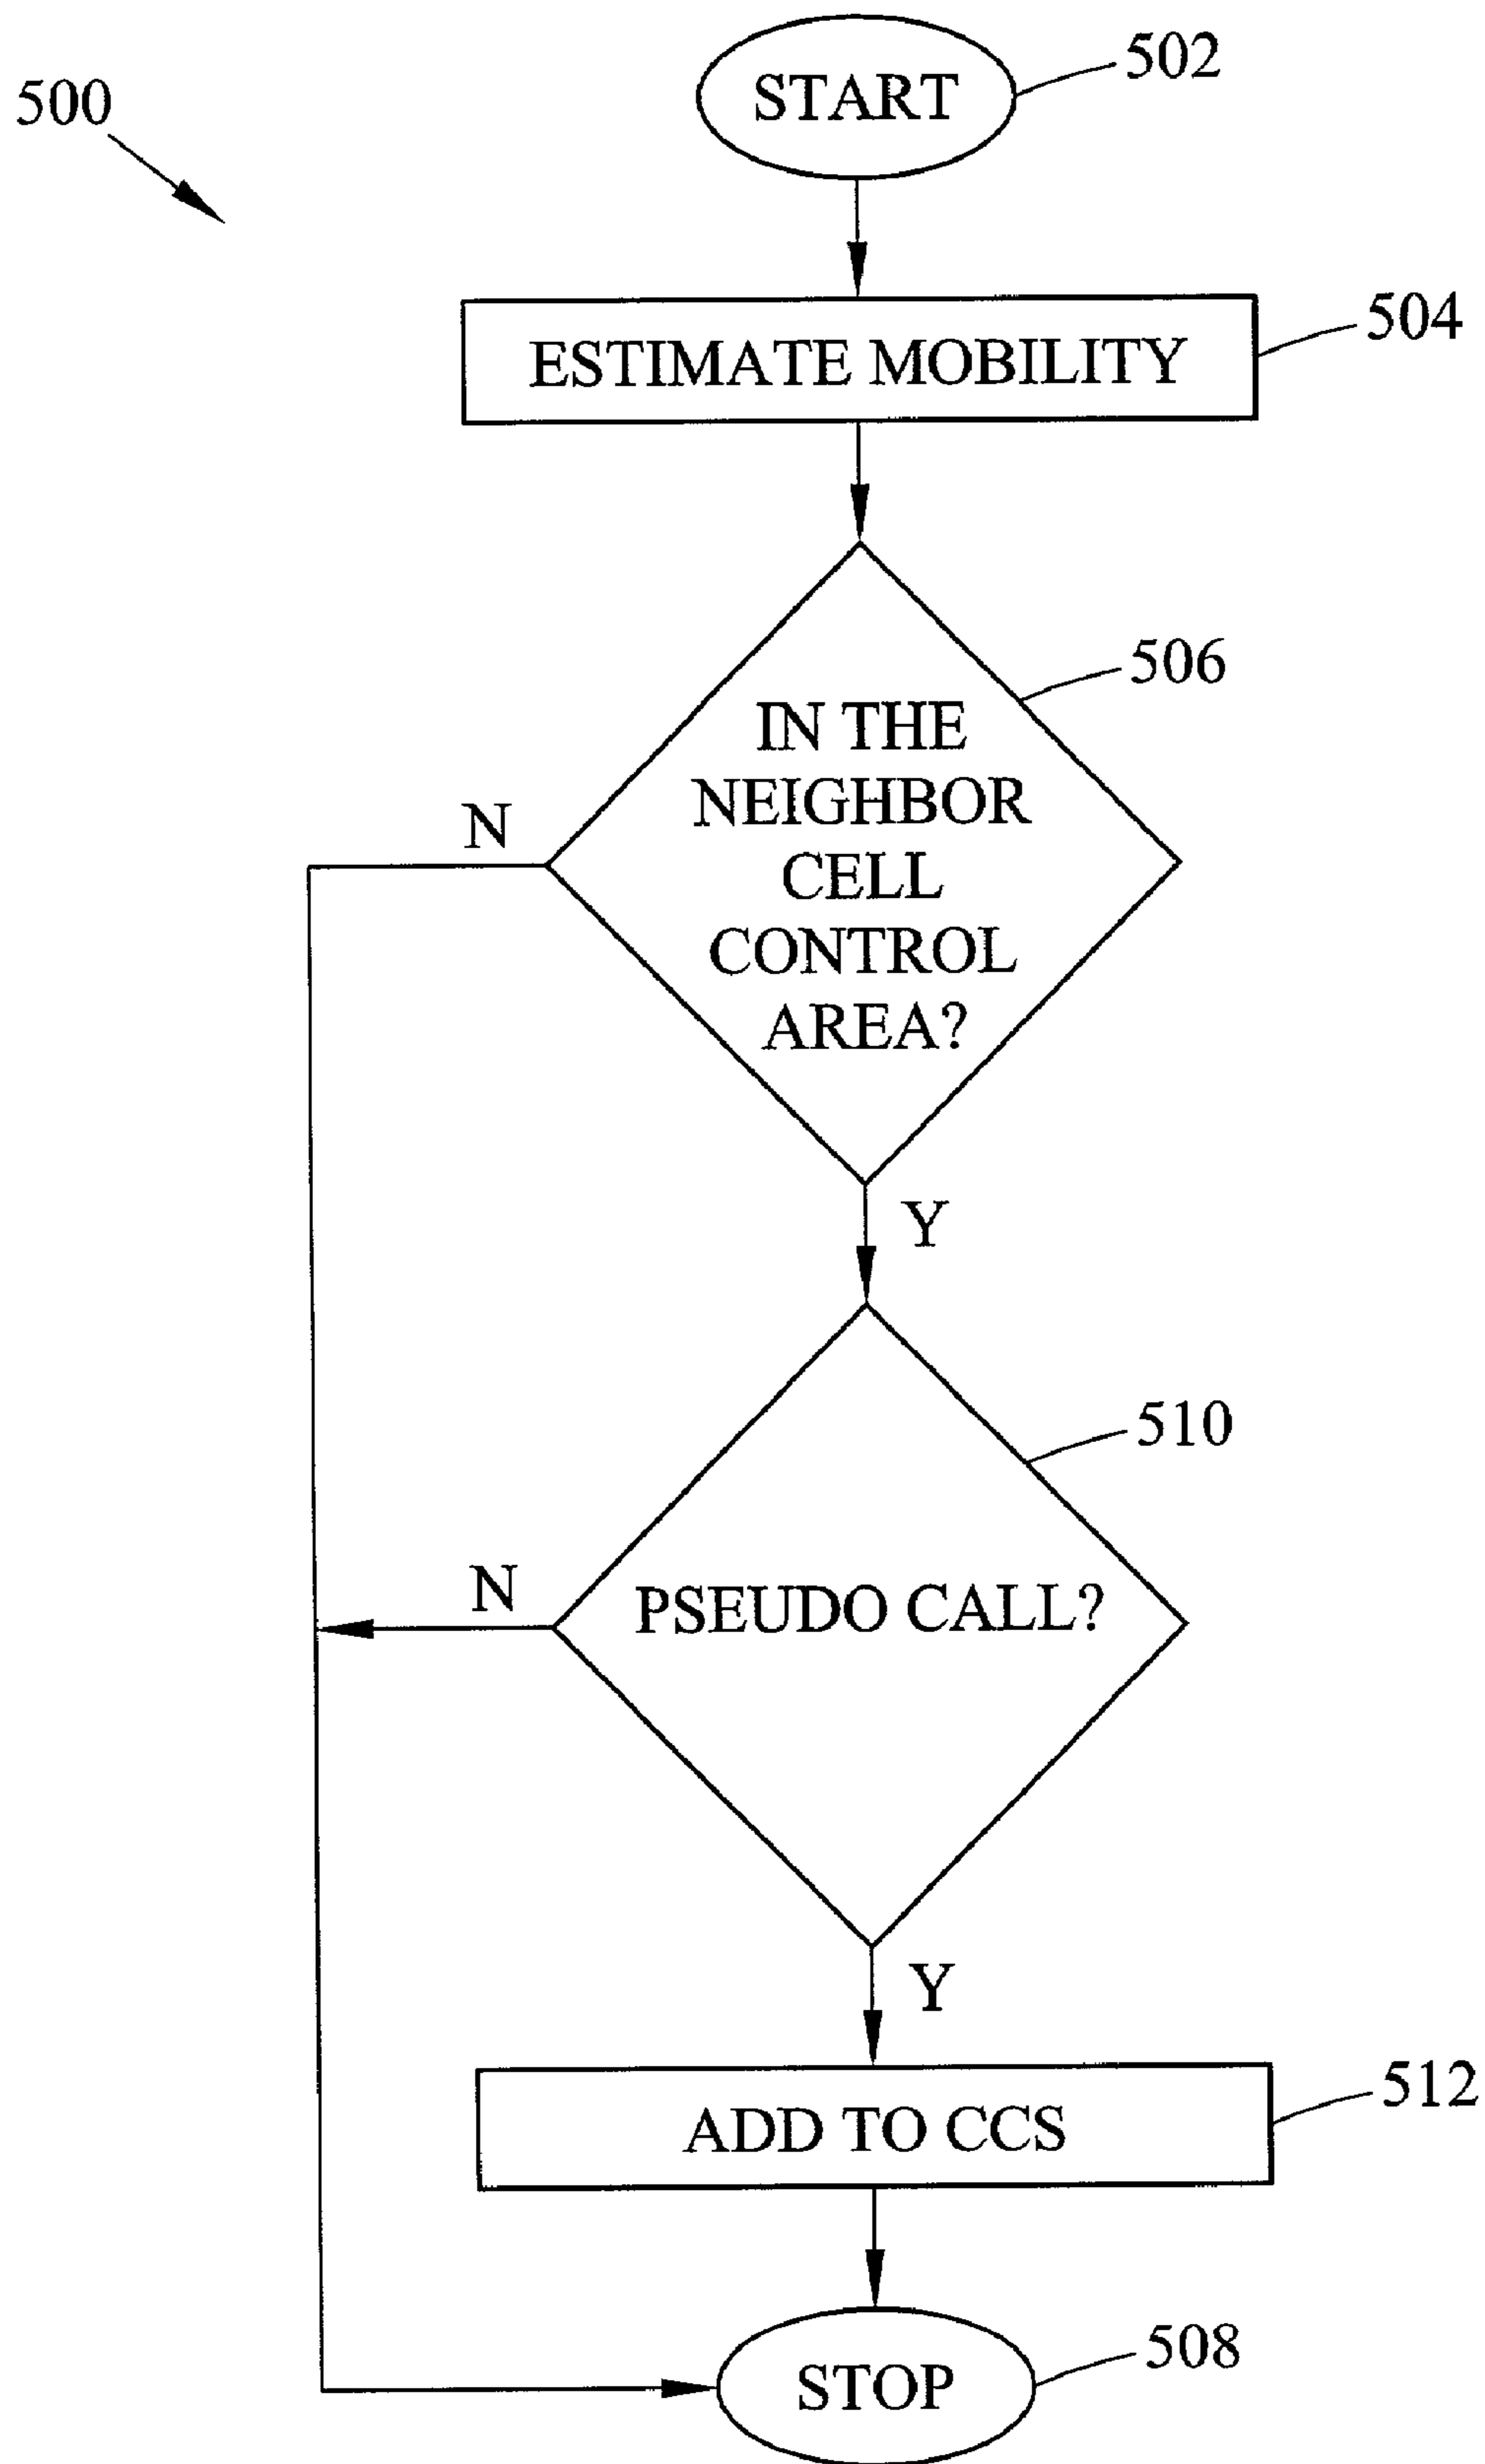 502
START
500
504
ESTIMATE MOBILITY
506
IN THE
NEIGHBOR
CELL
CONTROL
AREA?
N
Y
510
PSEUDO CALL?
N
Y
512
ADD TO CCS
508
STOP